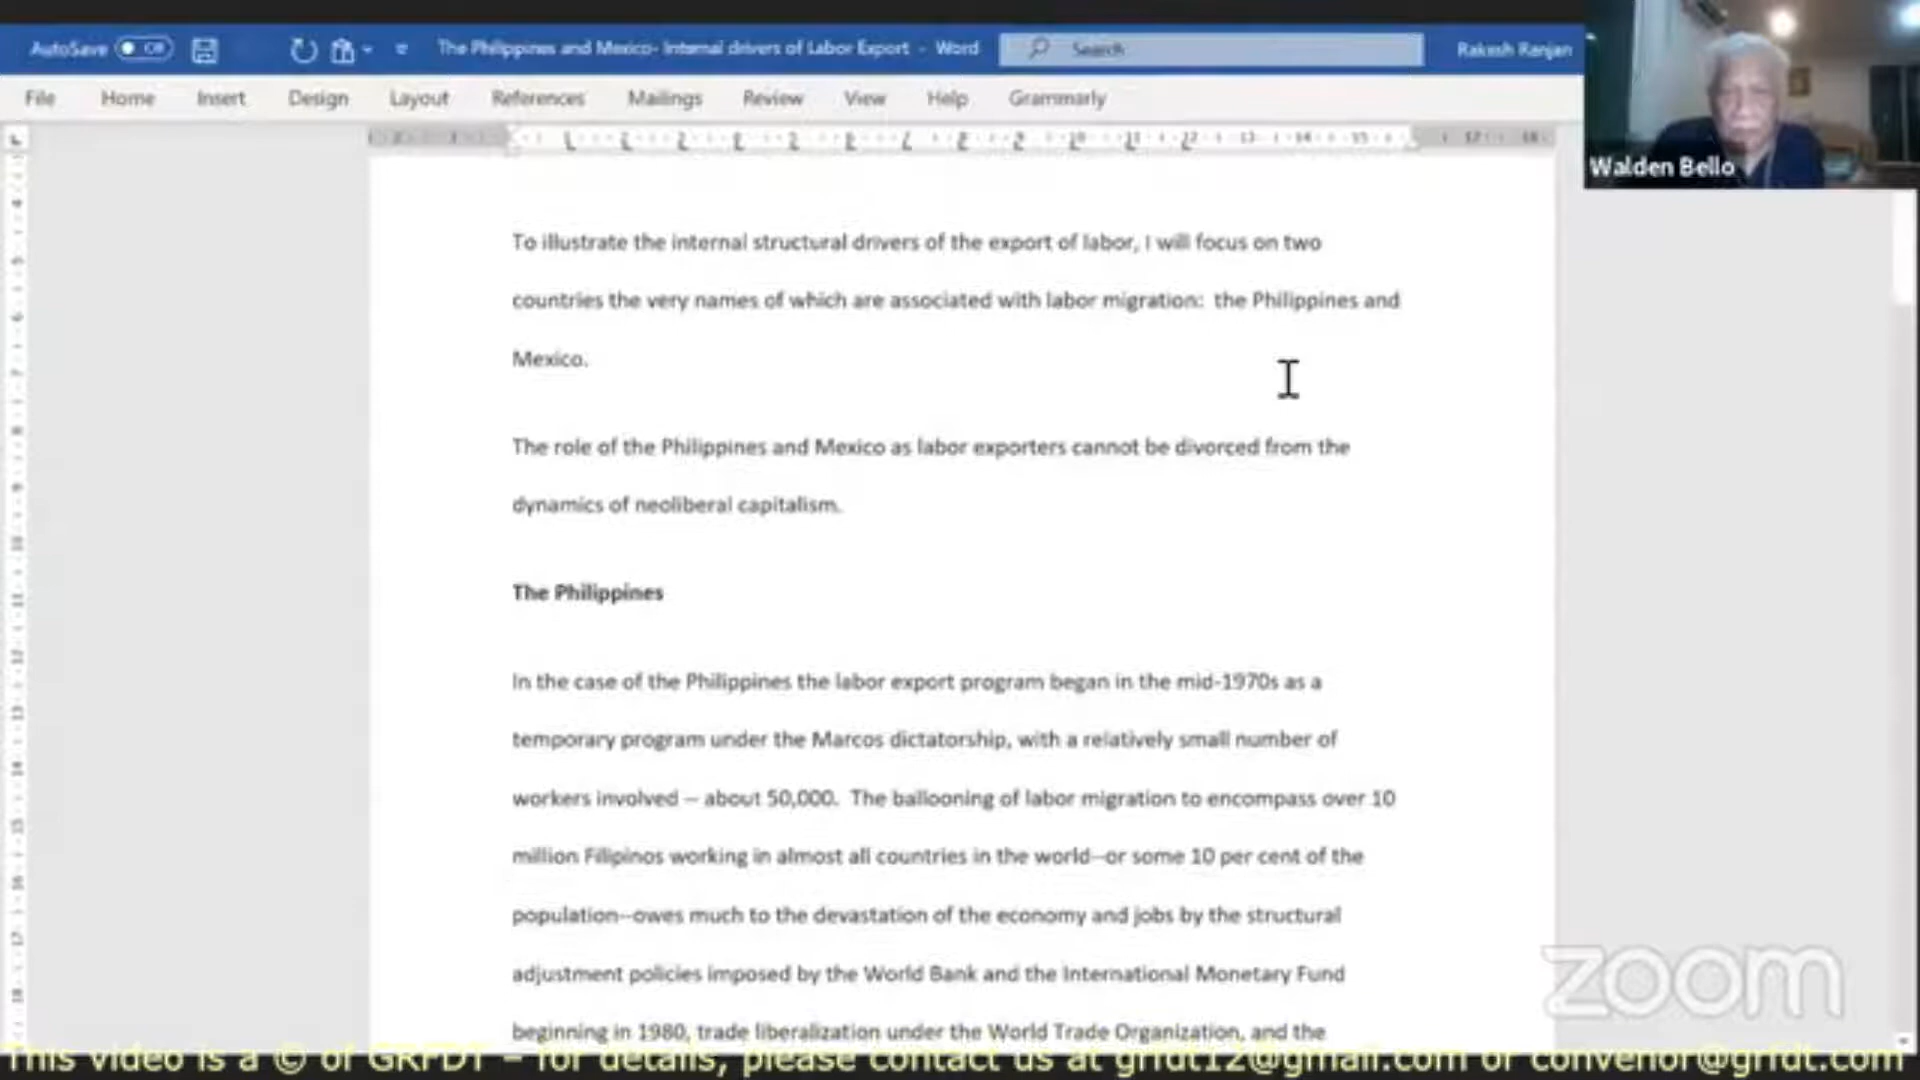 AutoSave Off The Philippines and Mexico- Internal drivers of Labor Export - Word Search Rakesh Ranjan
File Home Insert Design Layout References Mailings Review View Help Grammarly
Walden Bello
To illustrate the internal structural drivers of the export of labor, I will focus on two
countries the very names of which are associated with labor migration: the Philippines and
Mexico.
The role of the Philippines and Mexico as labor exporters cannot be divorced from the
dynamics of neoliberal capitalism.
The Philippines
In the case of the Philippines the labor export program began in the mid-1970s as a
temporary program under the Marcos dictatorship, with a relatively small number of
workers involved – about 50,000. The ballooning of labor migration to encompass over 10
million Filipinos working in almost all countries in the world--or some 10 per cent of the
population--owes much to the devastation of the economy and jobs by the structural
adjustment policies imposed by the World Bank and the International Monetary Fund
beginning in 1980, trade liberalization under the World Trade Organization, and the
zoom
This video is a © of GRFDT – for details, please contact us at grfdt12@gmail.com or convenor@grfdt.com